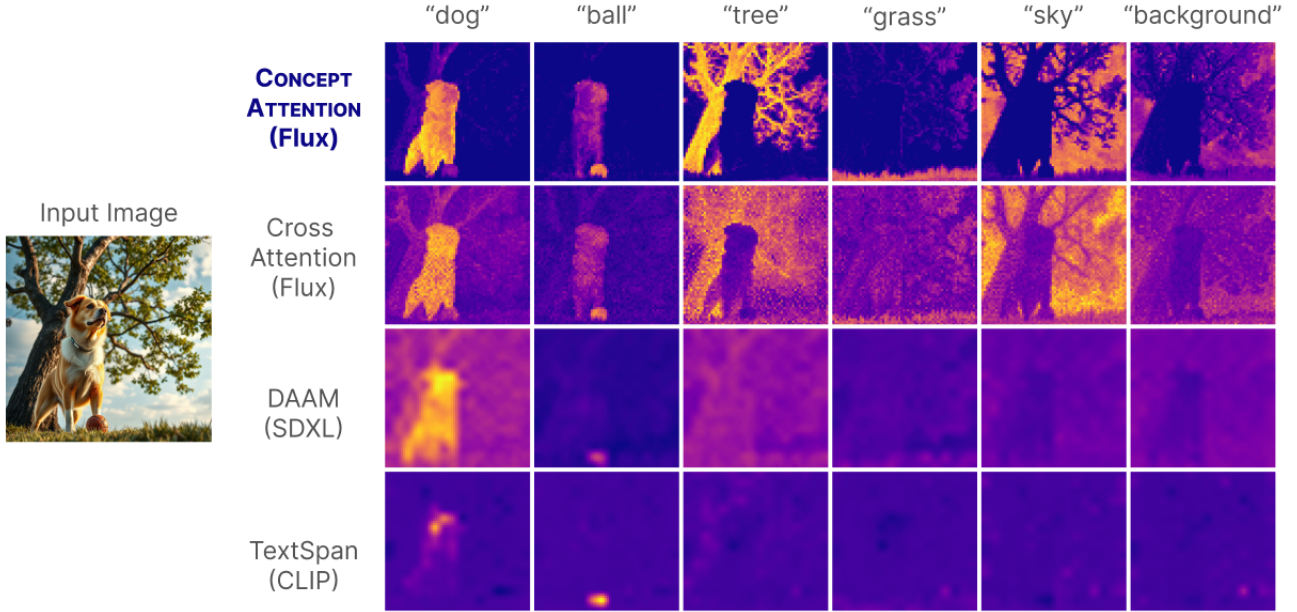 “dog” “ball” “tree” “grass” “sky” “background”
CONCEPT
ATTENTION
(Flux)
Input Image
Cross
Attention
(Flux)
DAAM
(SDXL)
TextSpan
(CLIP)